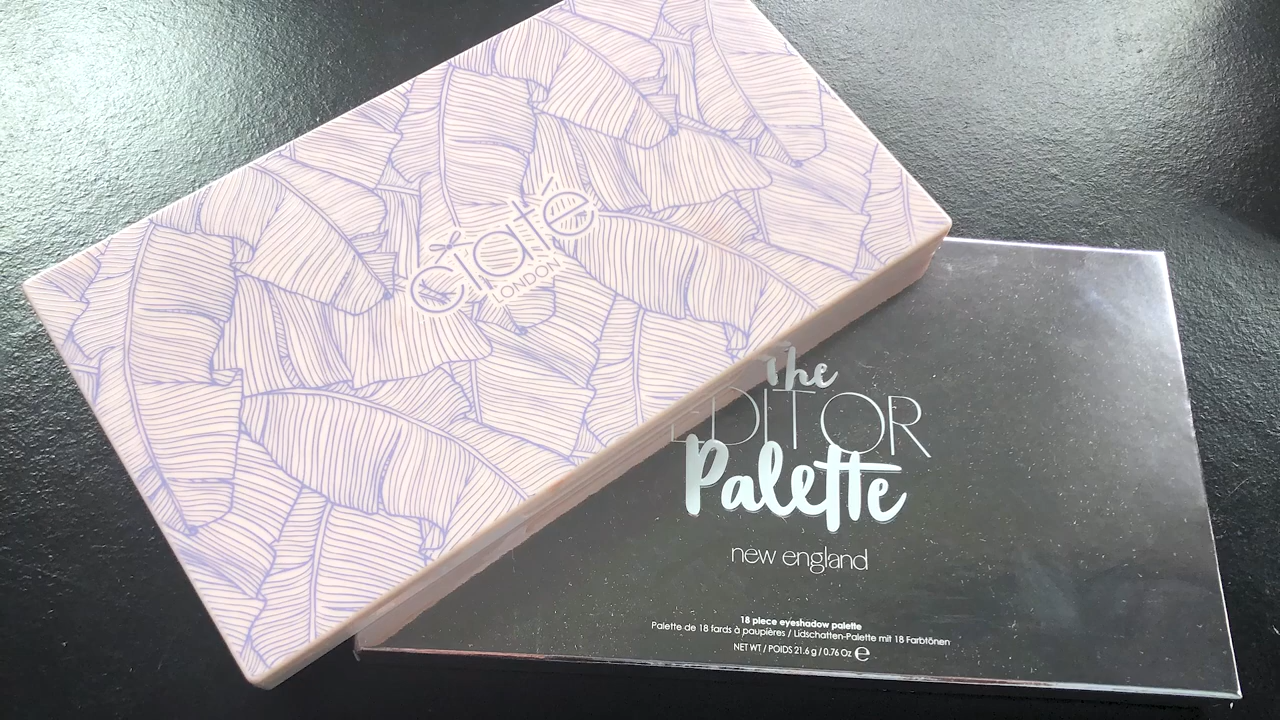 ciaté
LONDON
The
EDITOR
Palette
new england
18 piece eyeshadow palette
Palette de 18 fards à paupières / Lidschatten-Palette mit 18 Farbtönen
NET WT / POIDS 21.6 g / 0.76 Oz ℮